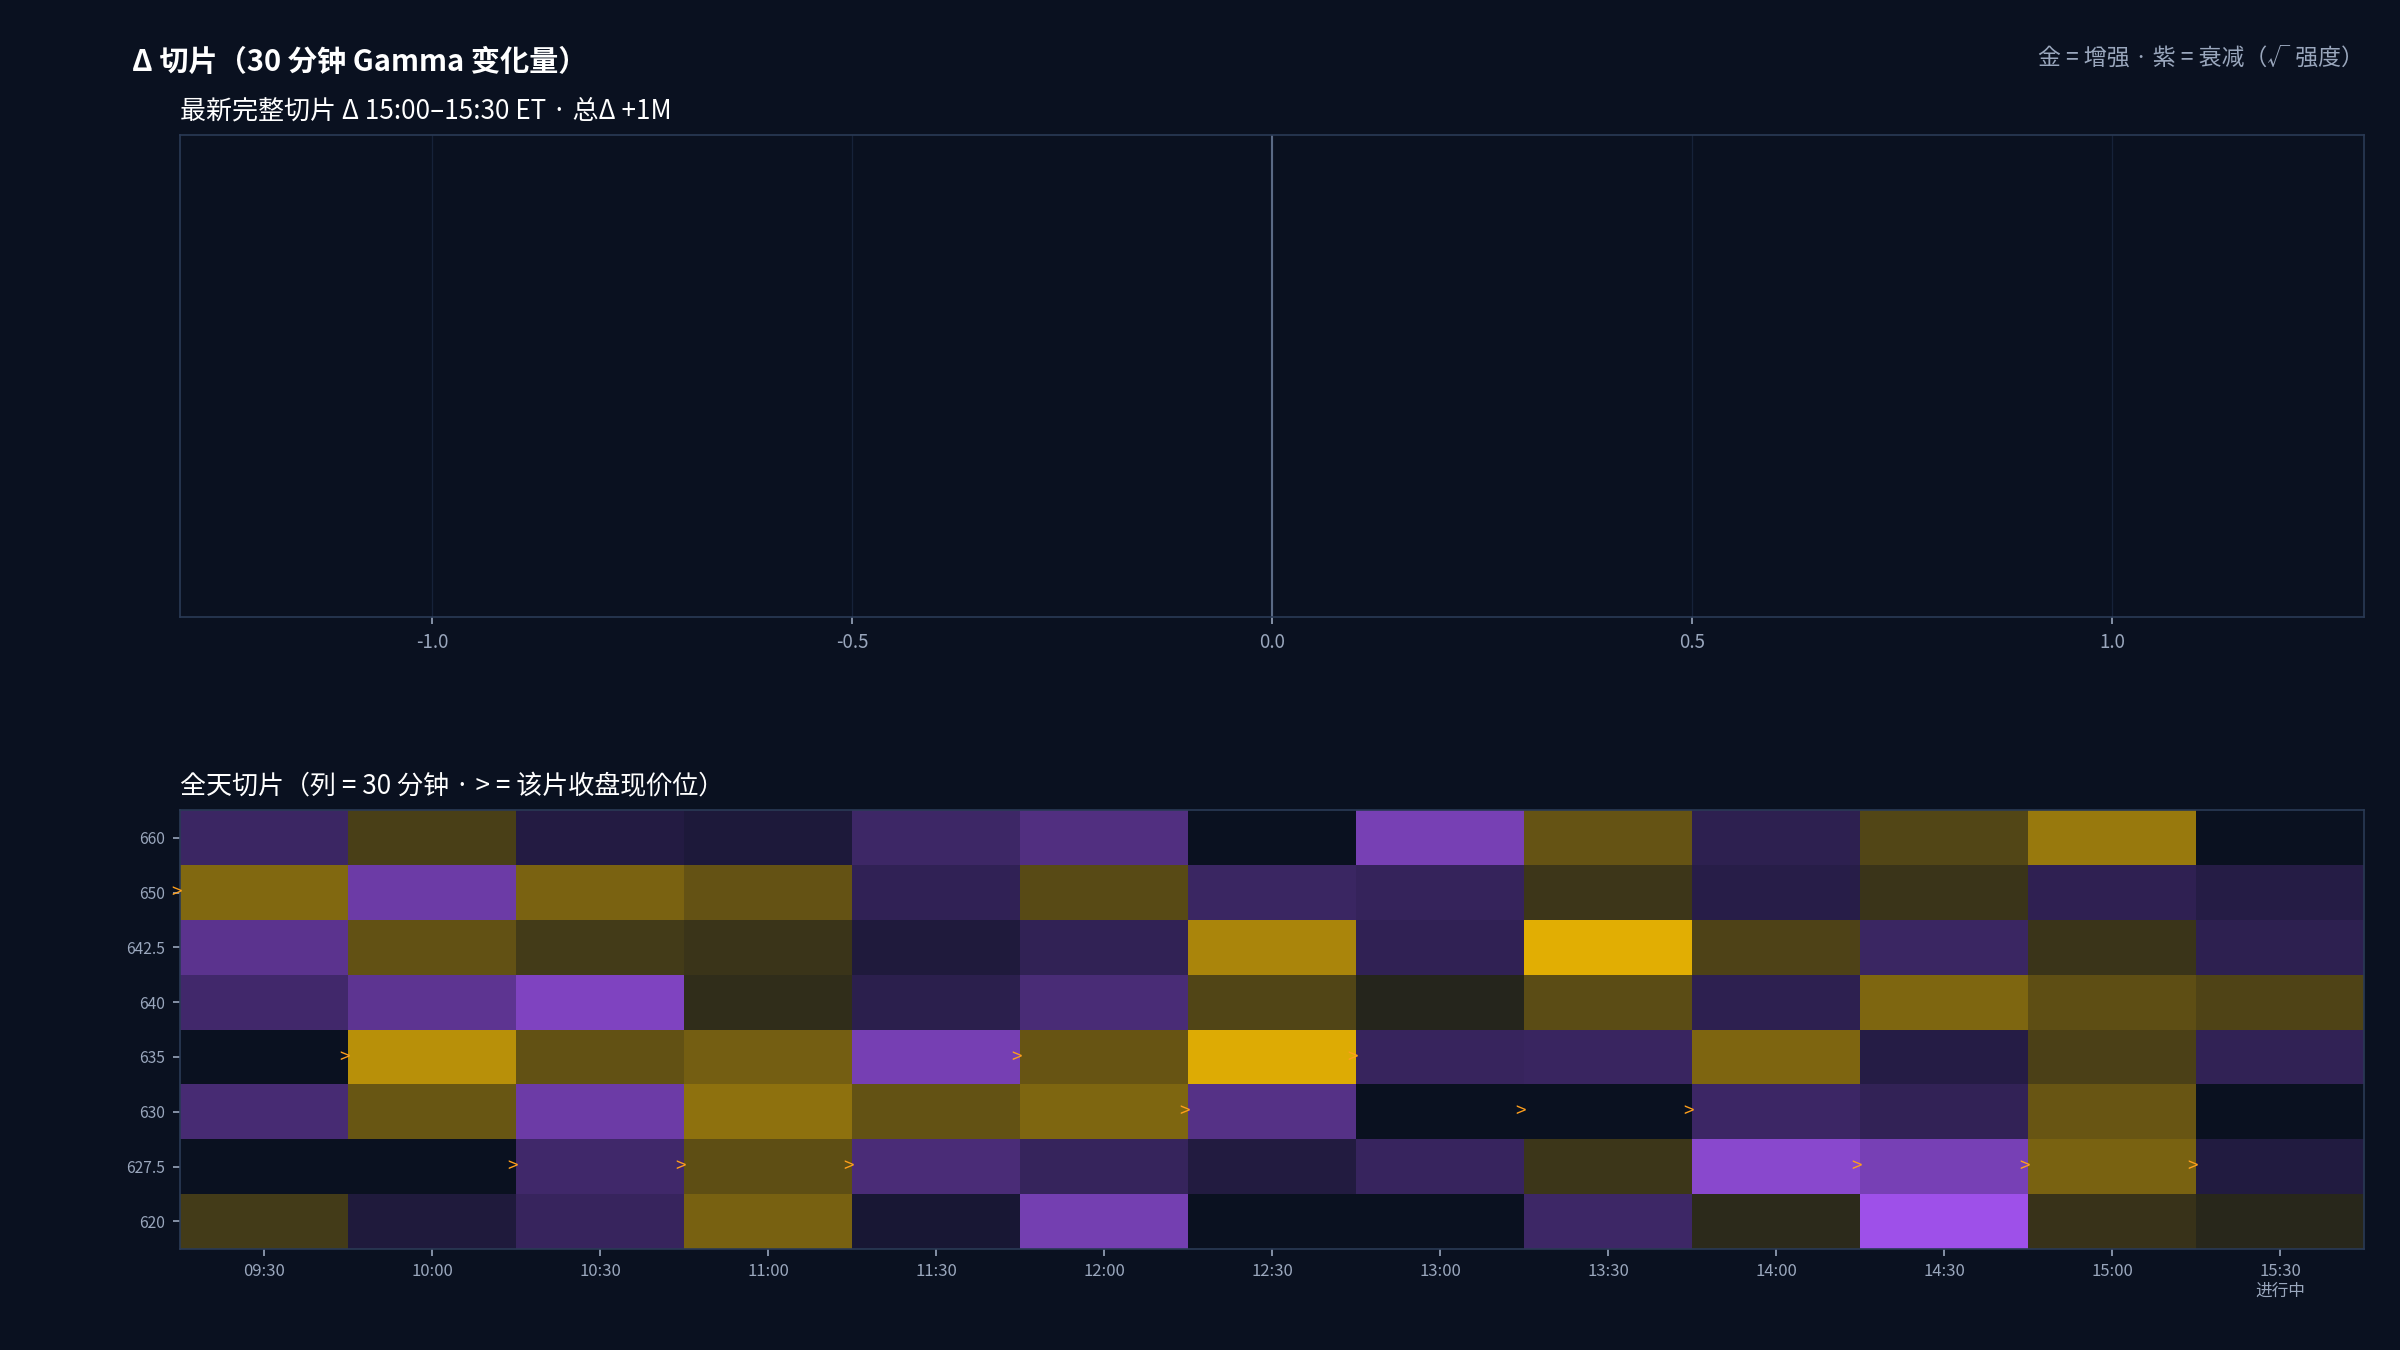 Δ 切片（30 分钟 Gamma 变化量）
金 = 增强 · 紫 = 衰减（√ 强度）
最新完整切片 Δ 15:00–15:30 ET · 总Δ +1M
-1.0 -0.5 0.0 0.5 1.0
全天切片（列 = 30 分钟 · > = 该片收盘现价位）
660
650 >
642.5
640
635 > > >
630 > > >
627.5 > > > > > >
620
09:30 10:00 10:30 11:00 11:30 12:00 12:30 13:00 13:30 14:00 14:30 15:00 15:30
进行中